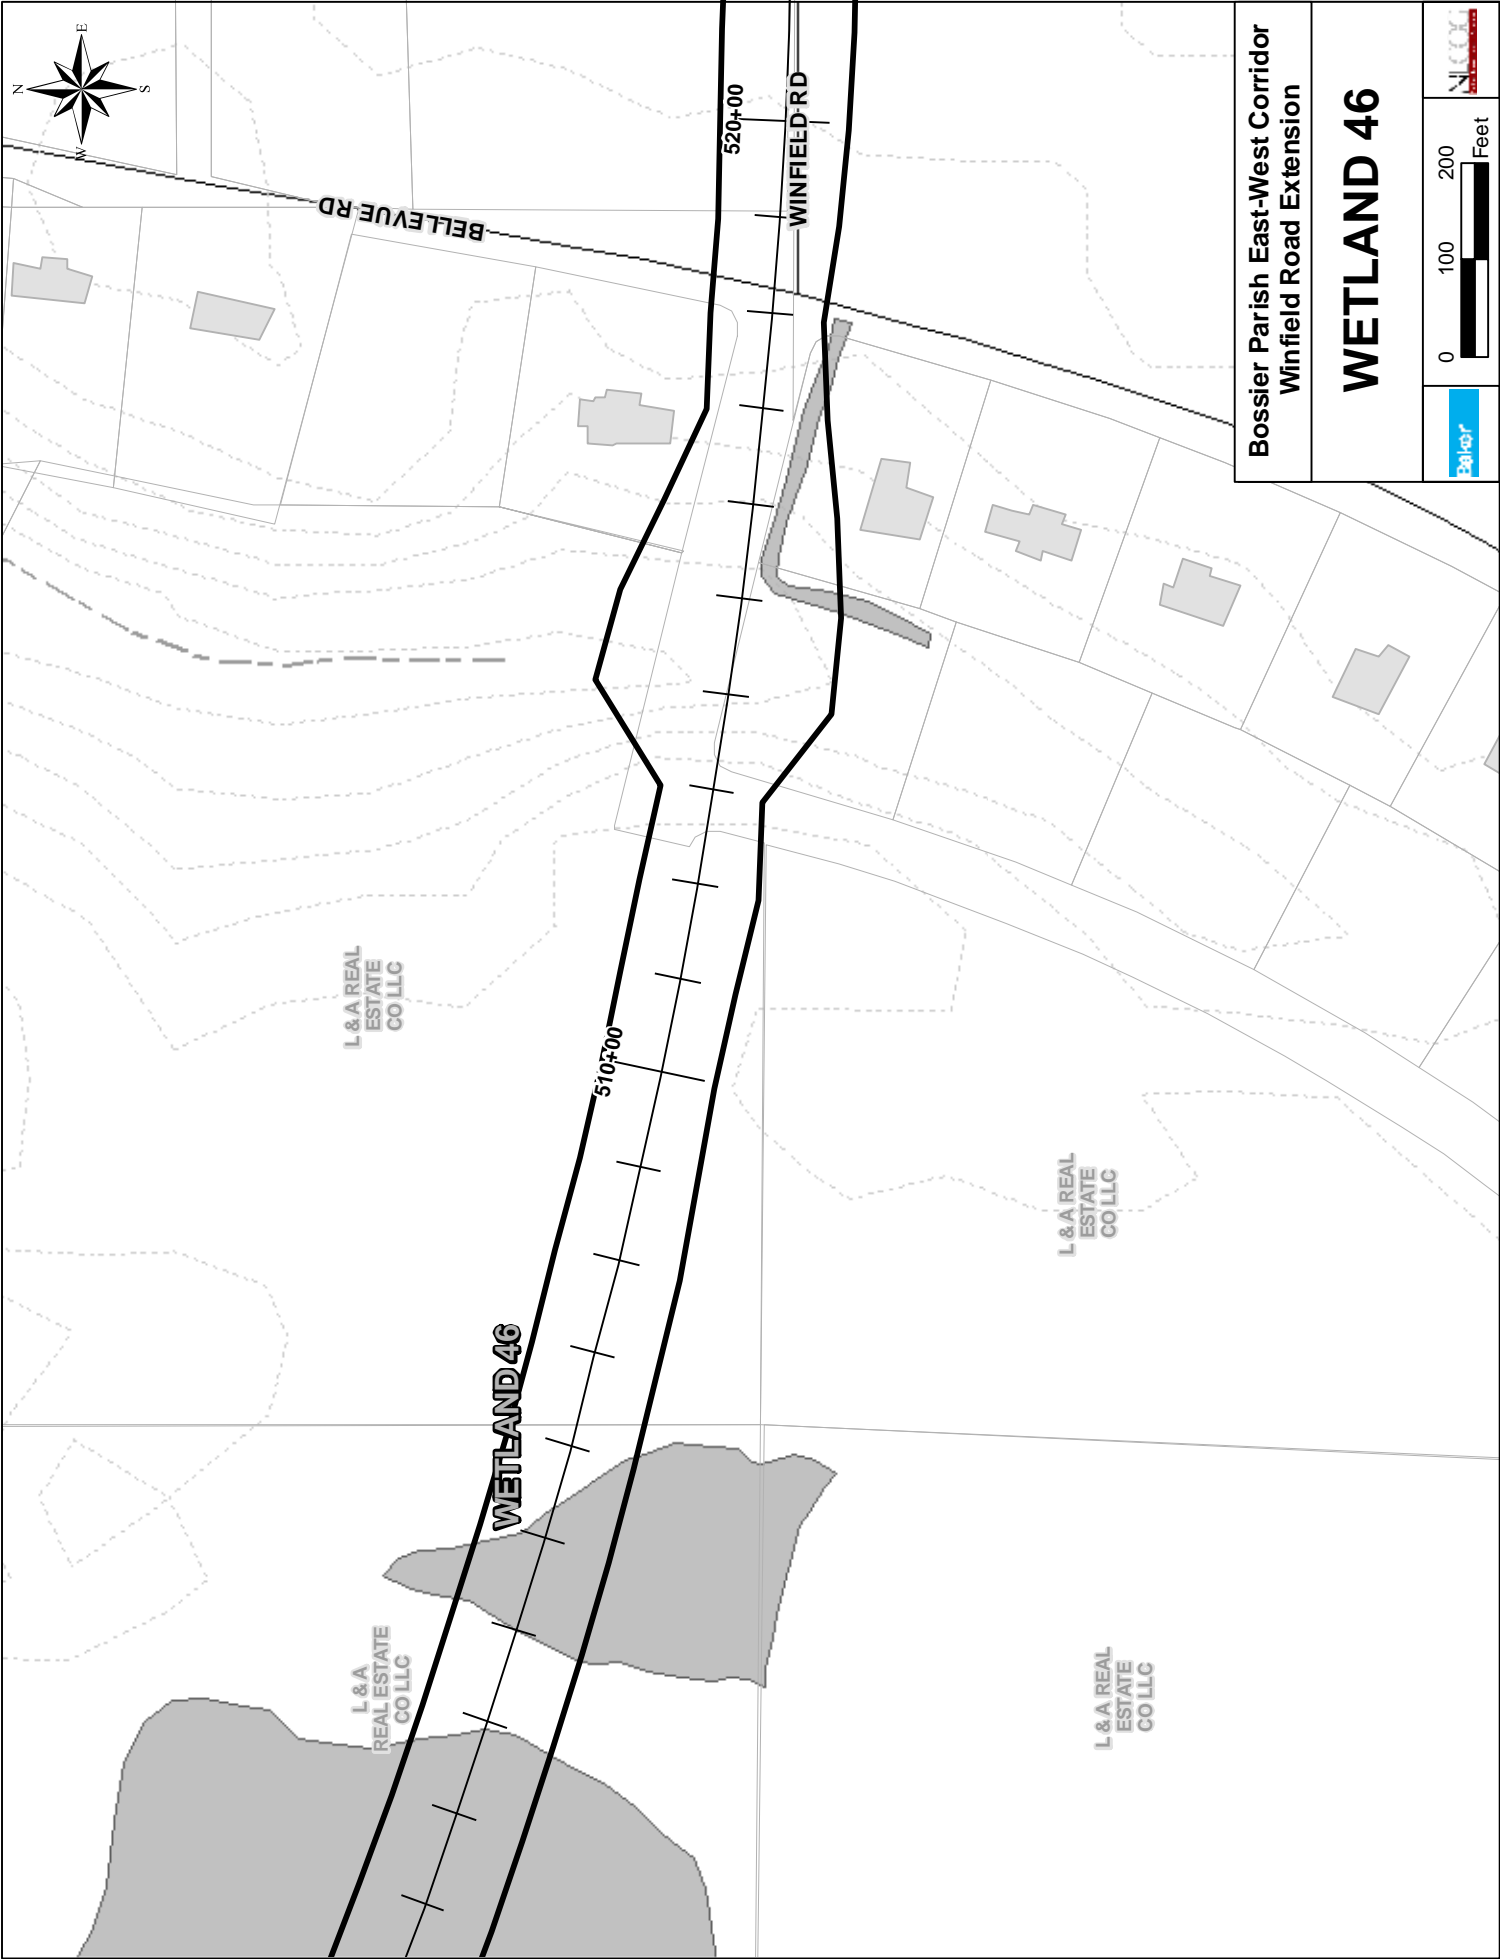 N
E
S
W
BELLEVUE RD
520+00
WINFIELD RD
L & A REAL
ESTATE
CO LLC
510+00
WETLAND 46
L & A REAL
ESTATE
CO LLC
L & A
REAL ESTATE
CO LLC
L & A REAL
ESTATE
CO LLC
Bossier Parish East-West Corridor
Winfield Road Extension
WETLAND 46
Baker
0 100 200
Feet